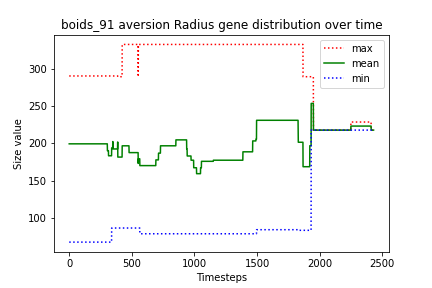 boids_91 aversion Radius gene distribution over time
max
mean
min
Size value
300
250
200
150
100
0
500
1000
1500
2000
2500
Timesteps